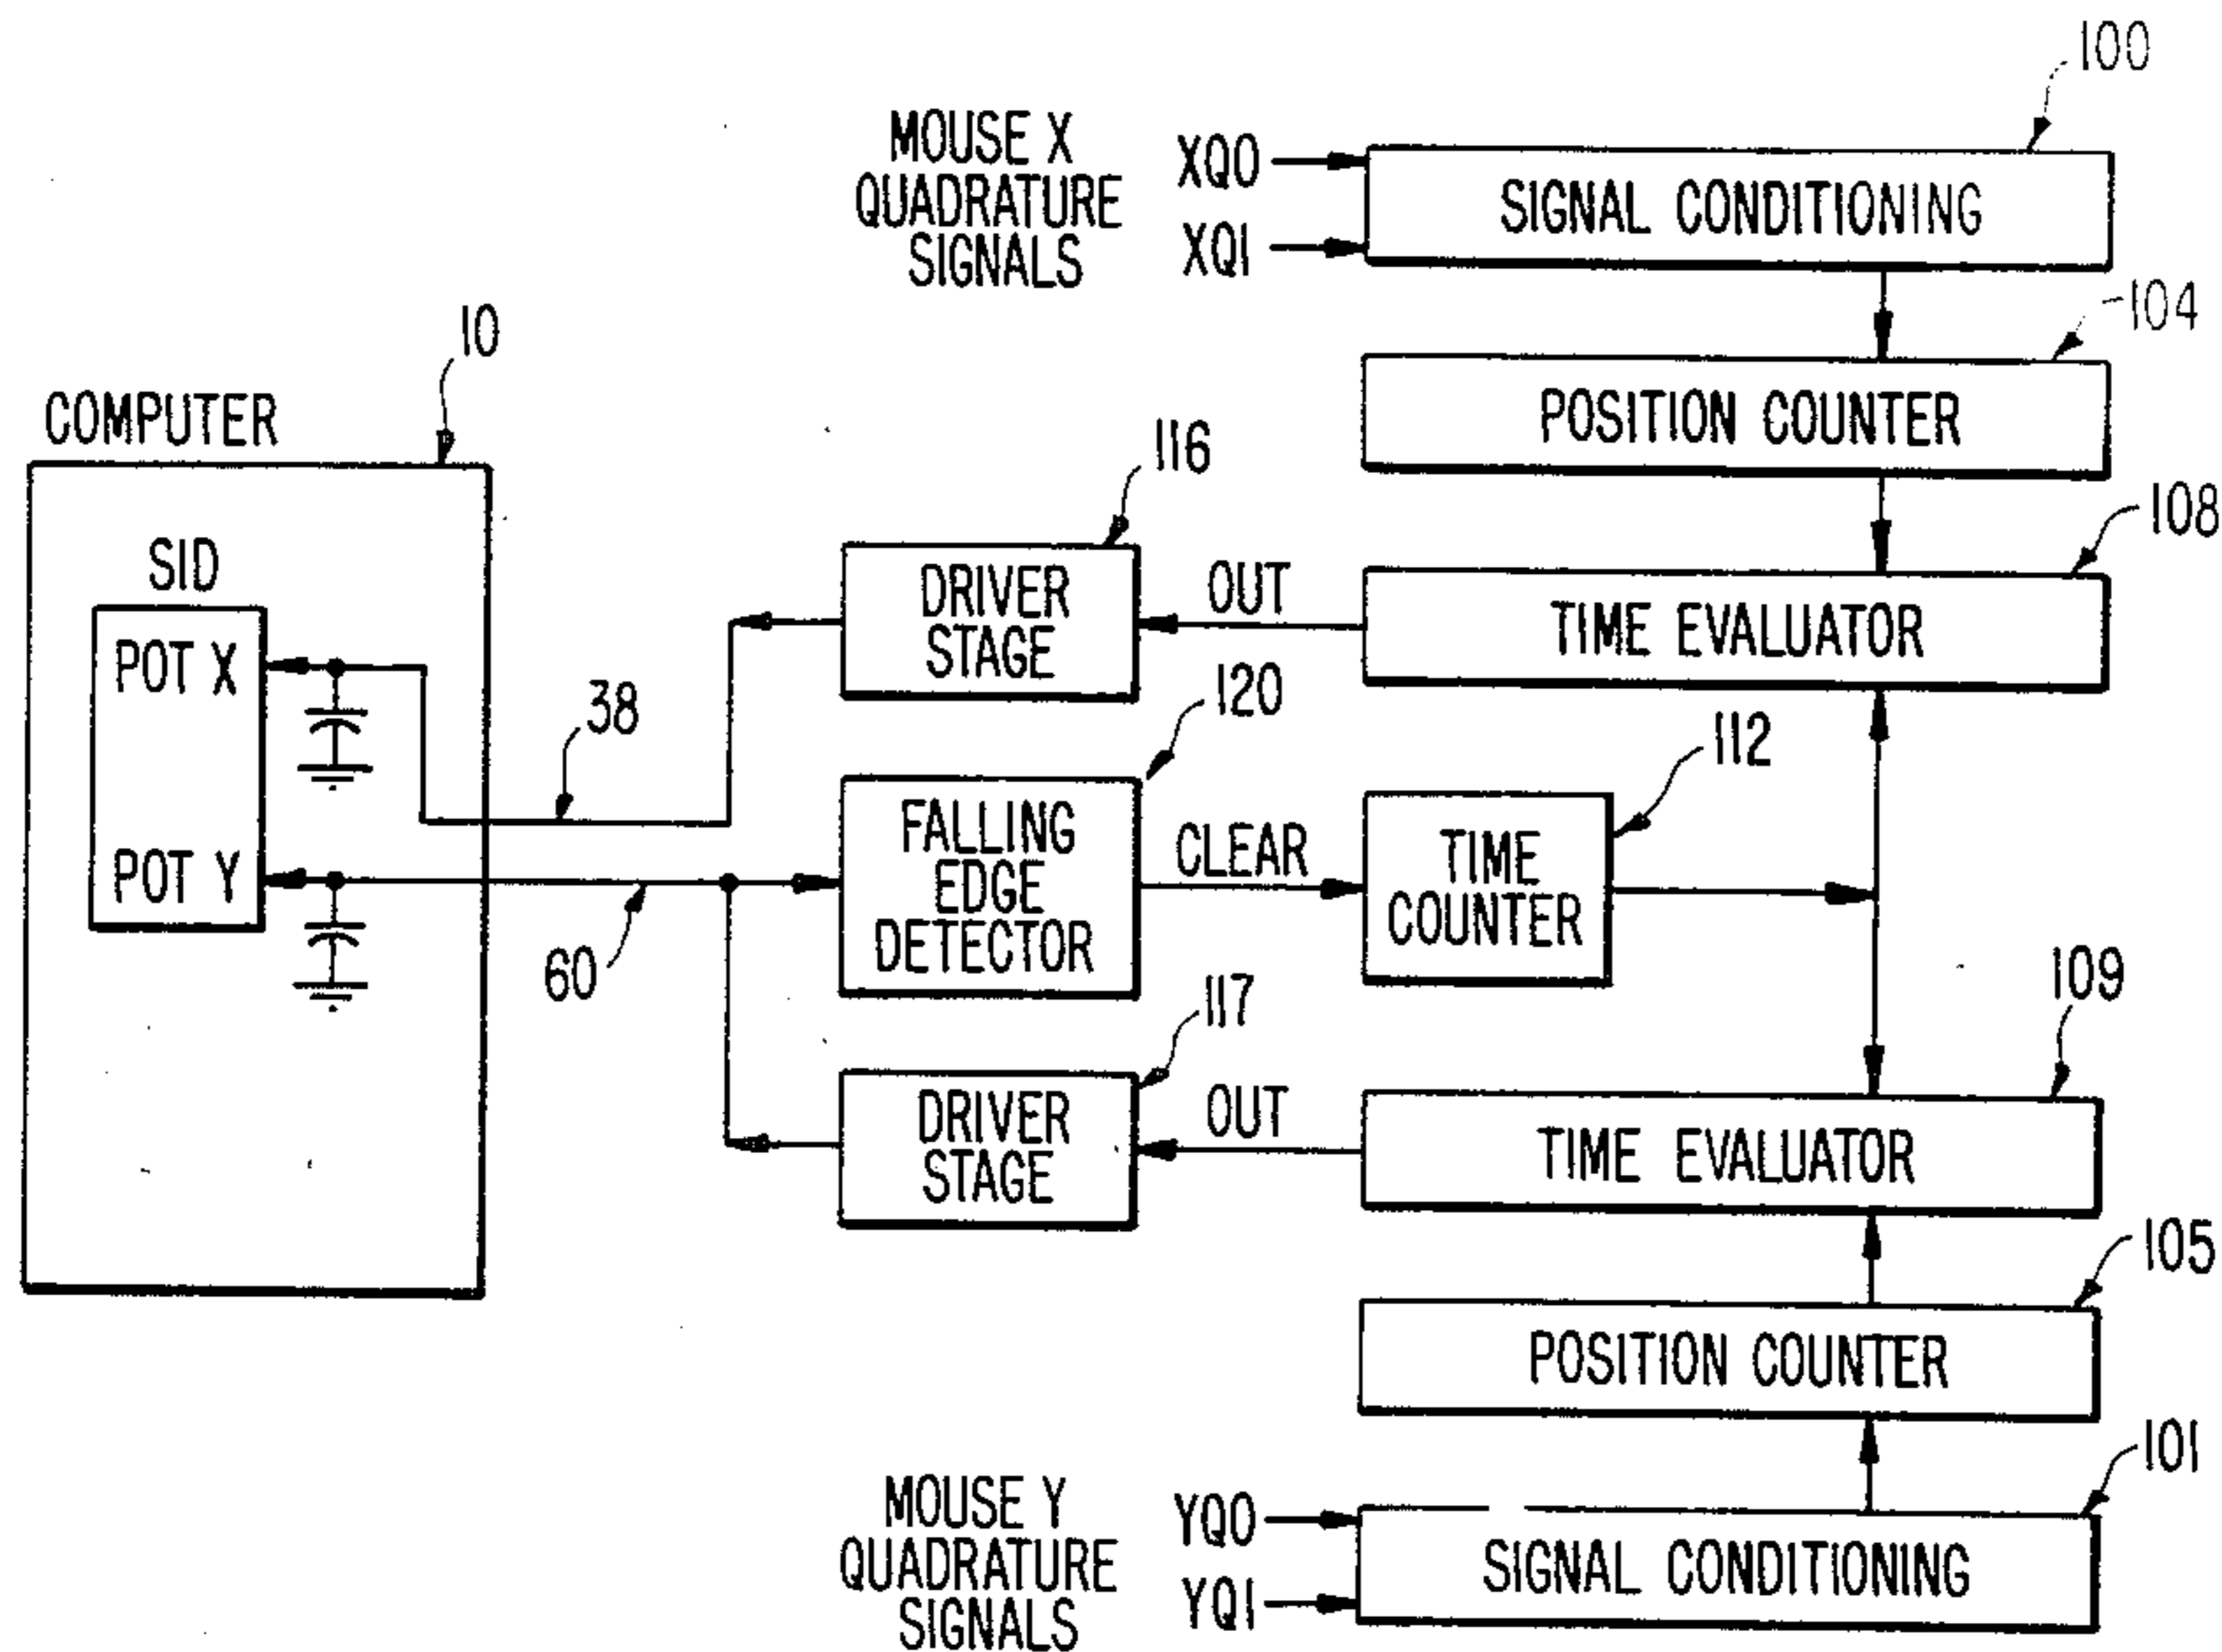 100
MOUSE X
QUADRATURE
SIGNALS
XQ0
XQ1
SIGNAL CONDITIONING
104
POSITION COUNTER
10
COMPUTER
116
108
SID
DRIVER
STAGE
OUT
TIME EVALUATOR
POT X
38
120
112
FALLING
EDGE
DETECTOR
CLEAR
TIME
COUNTER
POT Y
60
117
109
DRIVER
STAGE
OUT
TIME EVALUATOR
105
POSITION COUNTER
101
MOUSE Y
QUADRATURE
SIGNALS
YQ0
YQ1
SIGNAL CONDITIONING